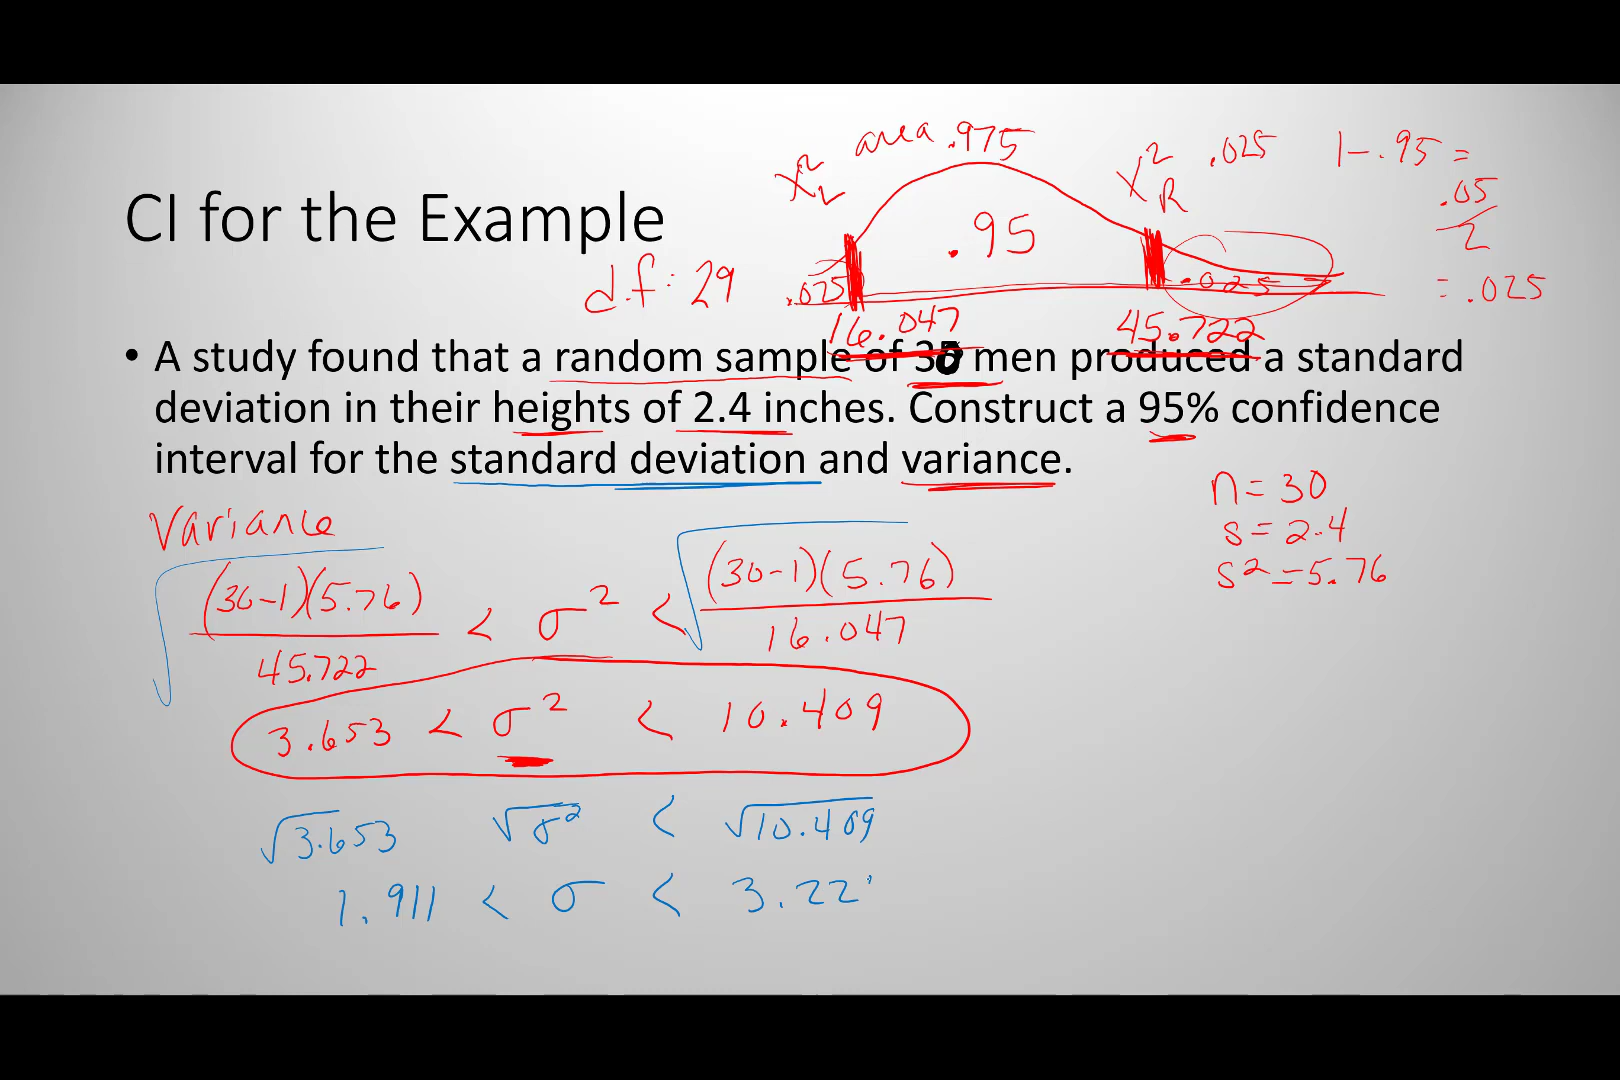 area .975
X²L
X²R .025
1 - .95 =
.05
2
= .025
CI for the Example
.95
df: 29
.025
.025
16.047
45.722
• A study found that a random sample of 30 men produced a standard
deviation in their heights of 2.4 inches. Construct a 95% confidence
interval for the standard deviation and variance.
n = 30
s = 2.4
s² = 5.76
Variance
√(30-1)(5.76) / 45.722 < σ² < √(30-1)(5.76) / 16.047
3.653 < σ² < 10.409
√3.653 √σ² < √10.409
1.911 < σ < 3.22